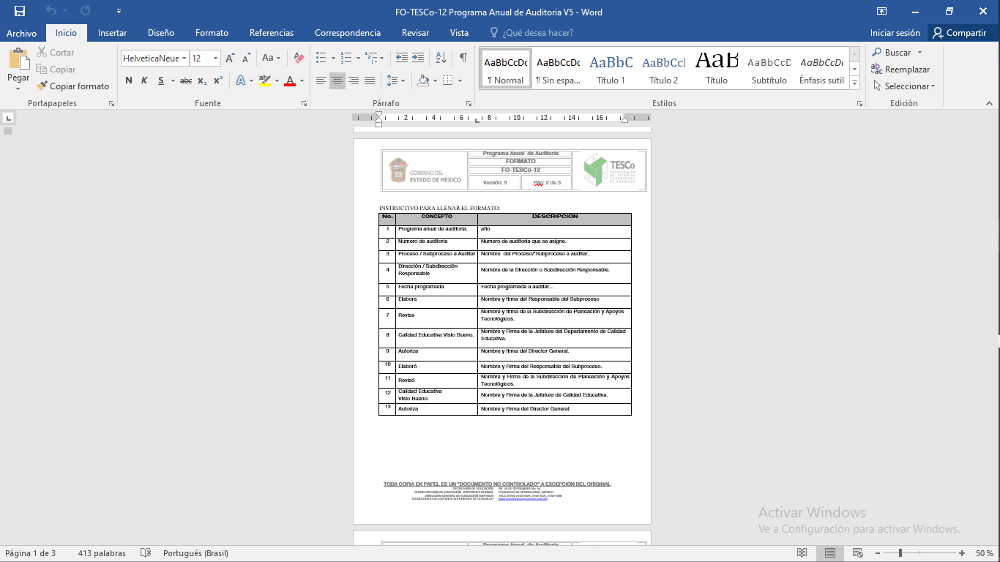 FO-TESCo-12 Programa Anual de Auditoria V5 - Word
Archivo Inicio Insertar Diseño Formato Referencias Correspondencia Revisar Vista ¿Qué desea hacer? Iniciar sesión Compartir
Pegar
Cortar
Copiar
Copiar formato
Portapapeles
HelveticaNeue 12
N K S abc x₂ x²
Fuente
Párrafo
AaBbCcDc AaBbCcDc AaBbC AaBbCcI AaB AaBbCcD AaBbCcDc
¶ Normal ¶ Sin espa... Título 1 Título 2 Título Subtítulo Énfasis sutil
Estilos
Buscar
Reemplazar
Seleccionar
Edición
2 4 6 8 10 12 14 16
GOBIERNO DEL
ESTADO DE MÉXICO
Programa Anual de Auditoria
FORMATO
FO-TESCo-12
Versión: 5 Pág: 2 de 3
TESCo
TECNOLÓGICO
DE ESTUDIOS
SUPERIORES
DE COACALCO
INSTRUCTIVO PARA LLENAR EL FORMATO:
No. CONCEPTO DESCRIPCIÓN
1 Programa anual de auditoria. año
2 Numero de auditoria Numero de auditoria que se asigne.
3 Proceso / Subproceso a Auditar Nombre del Proceso/"Subproceso a auditar.
4 Dirección / Subdirección Responsable Nombre de la Dirección o Subdirección Responsable.
5 Fecha programada Fecha programada a auditar...
6 Elabora Nombre y firma del Responsable del Subproceso
7 Revisa Nombre y firma de la Subdirección de Planeación y Apoyos Tecnológicos.
8 Calidad Educativa Visto Bueno. Nombre y Firma de la Jefatura del Departamento de Calidad Educativa.
9 Autoriza Nombre y firma del Director General.
10 Elaboró Nombre y Firma del Responsable del Subproceso.
11 Revisó Nombre y Firma de la Subdirección de Planeación y Apoyos Tecnológicos.
12 Calidad Educativa Visto Bueno. Nombre y Firma de la Jefatura de Calidad Educativa.
13 Autoriza Nombre y Firma del Director General.
TODA COPIA EN PAPEL ES UN "DOCUMENTO NO CONTROLADO" A EXCEPCIÓN DEL ORIGINAL
SECRETARÍA DE EDUCACIÓN
SUBSECRETARÍA DE EDUCACIÓN SUPERIOR Y NORMAL
DIRECCIÓN GENERAL DE EDUCACIÓN SUPERIOR
TECNOLÓGICO DE ESTUDIOS SUPERIORES DE COACALCO
Programa Anual de Auditoria
Activar Windows
Ve a Configuración para activar Windows.
Página 1 de 3 413 palabras Portugués (Brasil) 50 %